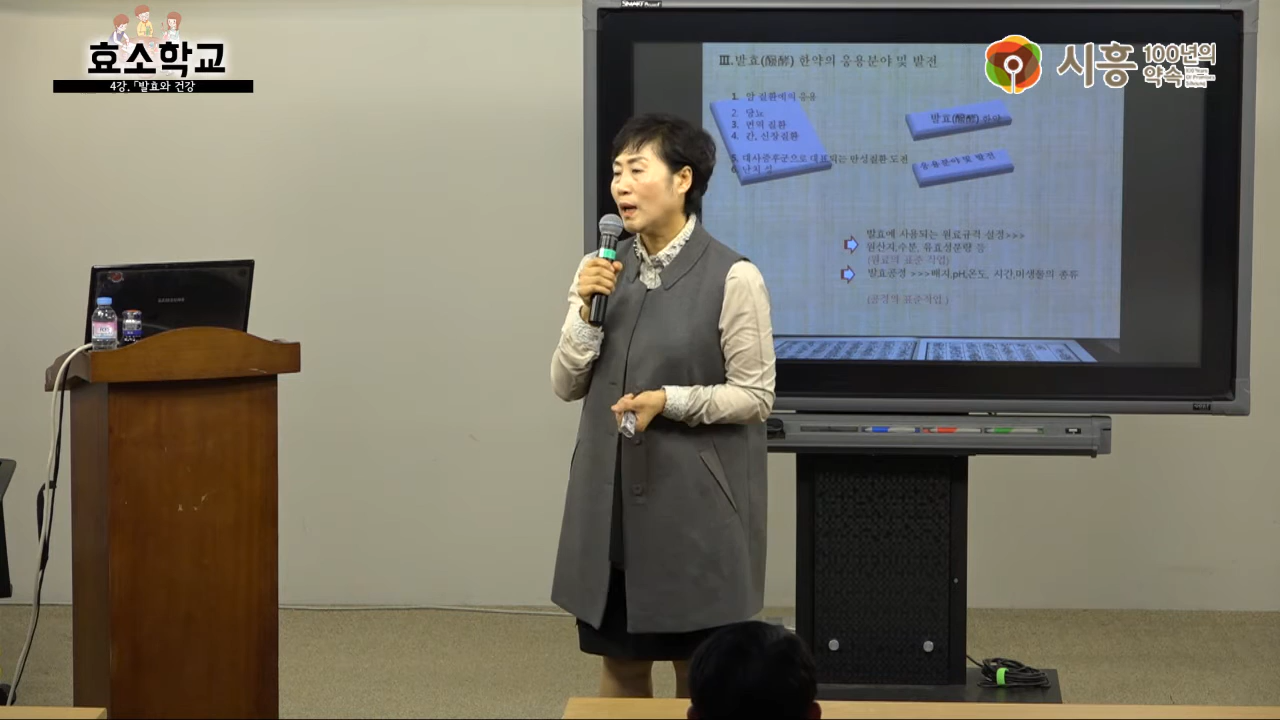 효소학교
4강. 「발효와 건강
시흥 100년의 약속
SMART Board
Ⅲ.발효(醱酵) 한약의 응용분야 및 발전
1. 암 질환에의 응용
2. 당뇨
3. 면역 질환
4. 간, 신장질환
5. 대사증후군으로 대표되는 만성질환 도전
6. 난치 성
발효(醱酵) 한약
응용분야 및 발전
발효에 사용되는 원료규격 설정>>>
원산지,수분, 유효성분량 등
(원료의 표준 작업)
발효공정 >>>배지,pH,온도, 시간,미생물의 종류
(공정의 표준작업 )
SAMSUNG